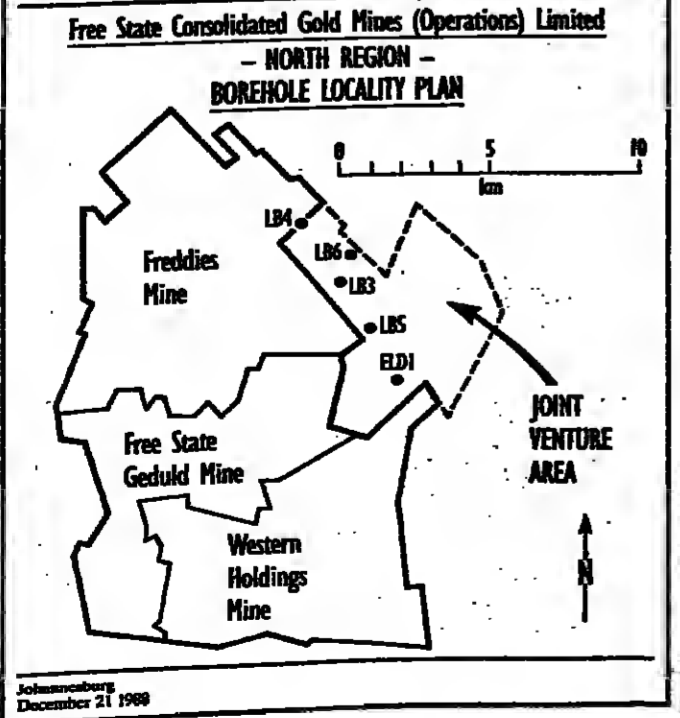 Free State Consolidated Gold Mines (Operations) Limited
– NORTH REGION –
BOREHOLE LOCALITY PLAN
0 5 10
km
LB4
LB6
Freddies
Mine
LB3
LB5
ELD1
JOINT
VENTURE
AREA
Free State
Geduld Mine
Western
Holdings
Mine
N
Johannesburg
December 21 1988